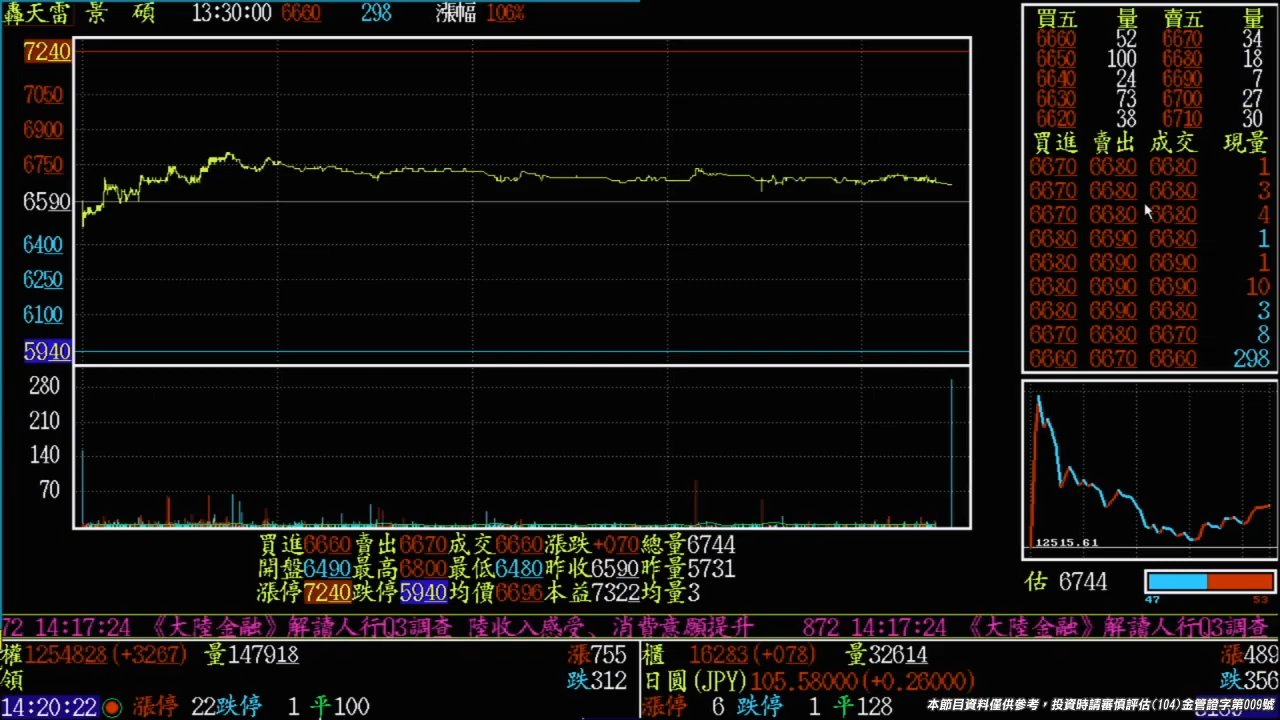 轟天雷 景 碩 13:30:00 6660 298 漲幅 106%
7240
7050
6900
6750
6590
6400
6250
6100
5940
280
210
140
70
買進6660賣出6670成交6660漲跌+070總量6744
開盤6490最高6800最低6480昨收6590昨量5731
漲停7240跌停5940均價6696本益7322均量3
買五 量 賣五 量
6660 52 6670 34
6650 100 6680 18
6640 24 6690 7
6630 73 6700 27
6620 38 6710 30
買進 賣出 成交 現量
6670 6680 6680 1
6670 6680 6680 3
6670 6680 6680 4
6680 6690 6680 1
6680 6690 6690 1
6680 6690 6690 10
6680 6690 6680 3
6670 6680 6670 8
6660 6670 6660 298
12515.61
估 6744
47 53
72 14:17:24 《大陸金融》解讀人行Q3調查 陸收入感受、消費意願提升 872 14:17:24 《大陸金融》解讀人行Q3調查
權1254828(+3267) 量147918 漲755
領 跌312
14:20:22 漲停 22跌停 1 平100
櫃 16283(+078) 量32614 漲489
日圓(JPY)105.58000(+0.26000) 跌356
漲停 6 跌停 1 平128
本節目資料僅供參考，投資時請審慎評估(104)金管證字第009號